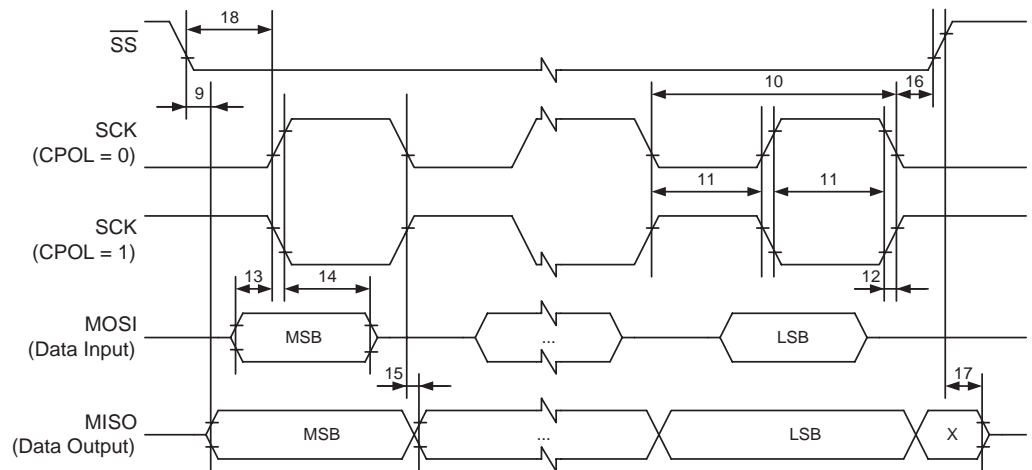 18
SS
9
10
16
SCK
(CPOL = 0)
11
11
SCK
(CPOL = 1)
13
14
12
MOSI
(Data Input)
MSB
...
LSB
15
17
MISO
(Data Output)
MSB
...
LSB
X